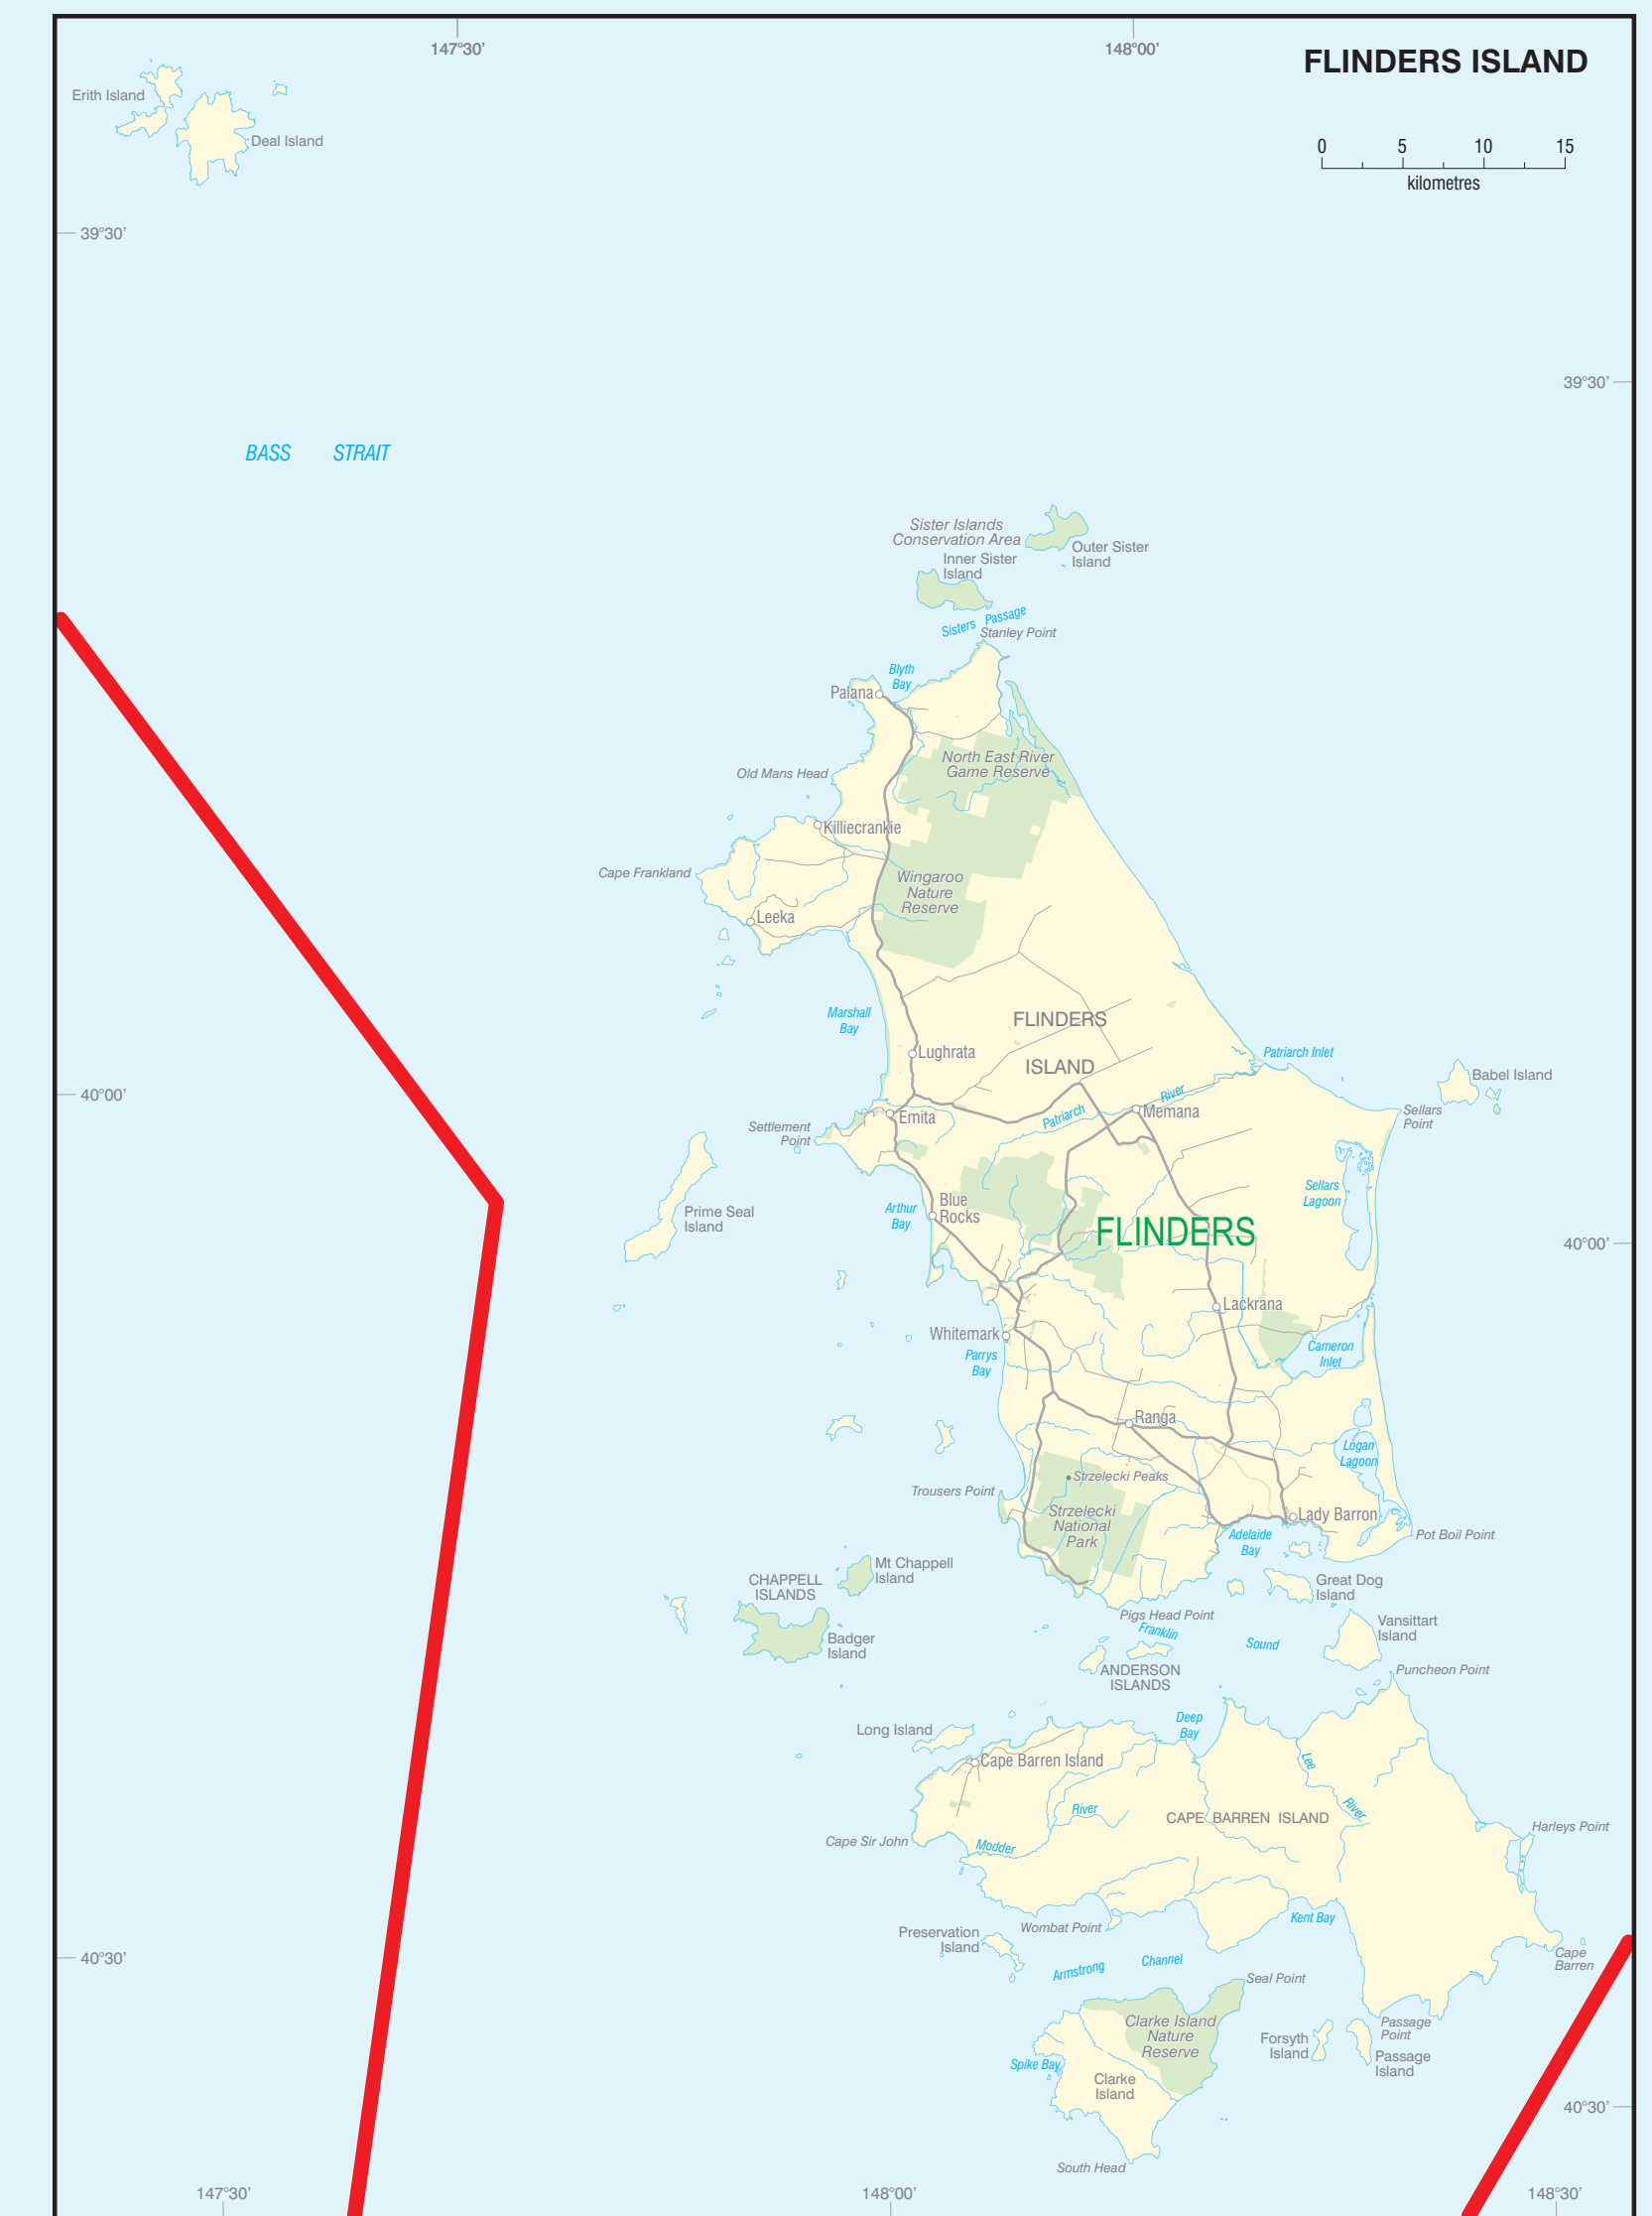 147°30'
148°00'
FLINDERS ISLAND
Erith Island
Deal Island
0 5 10 15
kilometres
39°30'
39°30'
BASS STRAIT
Sister Islands
Conservation Area
Outer Sister
Island
Inner Sister
Island
Sisters Passage
Stanley Point
Blyth
Bay
Palana
North East River
Game Reserve
Old Mans Head
Killiecrankie
Cape Frankland
Wingaroo
Nature
Reserve
Leeka
Marshall
Bay
FLINDERS
ISLAND
Lughrata
Patriarch Inlet
Babel Island
40°00'
Emita
Patriarch River
Memana
Sellars
Point
Settlement
Point
Sellars
Lagoon
Prime Seal
Island
Arthur
Bay
Blue
Rocks
FLINDERS
40°00'
Lackrana
Whitemark
Parrys
Bay
Cameron
Inlet
Ranga
Logan
Lagoon
Strzelecki Peaks
Trousers Point
Strzelecki
National
Park
Lady Barron
Adelaide
Bay
Pot Boil Point
Mt Chappell
Island
CHAPPELL
ISLANDS
Great Dog
Island
Badger
Island
Pigs Head Point
Franklin Sound
Vansittart
Island
ANDERSON
ISLANDS
Puncheon Point
Long Island
Deep
Bay
Cape Barren Island
Lee River
River
CAPE BARREN ISLAND
Harleys Point
Cape Sir John
Modder
Kent Bay
Wombat Point
Preservation
Island
Armstrong Channel
Cape
Barren
40°30'
Seal Point
Clarke Island
Nature
Reserve
Passage
Point
Forsyth
Island
Passage
Island
Spike Bay
Clarke
Island
40°30'
South Head
147°30'
148°00'
148°30'